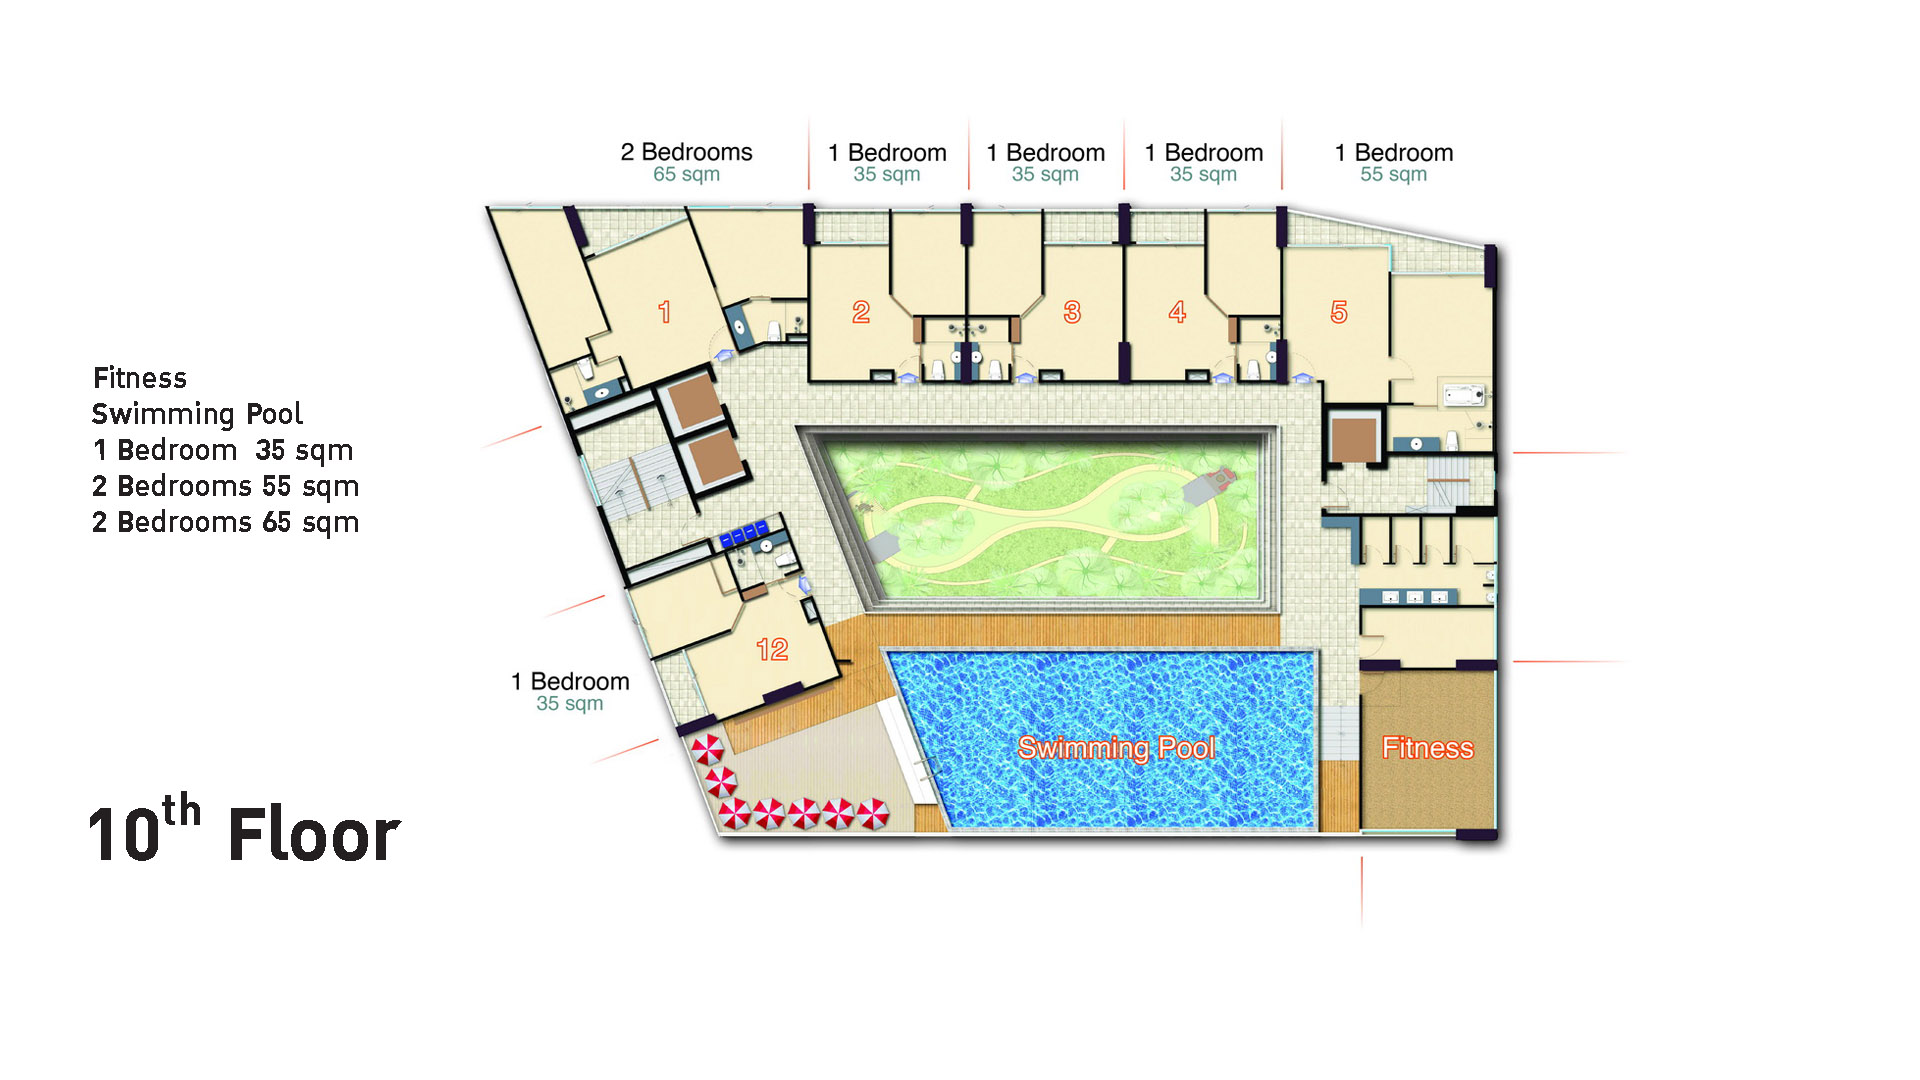 2 Bedrooms
65 sqm
1 Bedroom
35 sqm
1 Bedroom
35 sqm
1 Bedroom
35 sqm
1 Bedroom
55 sqm
1
2
3
4
5
Fitness
Swimming Pool
1 Bedroom 35 sqm
2 Bedrooms 55 sqm
2 Bedrooms 65 sqm
12
1 Bedroom
35 sqm
Swimming Pool
Fitness
10th Floor